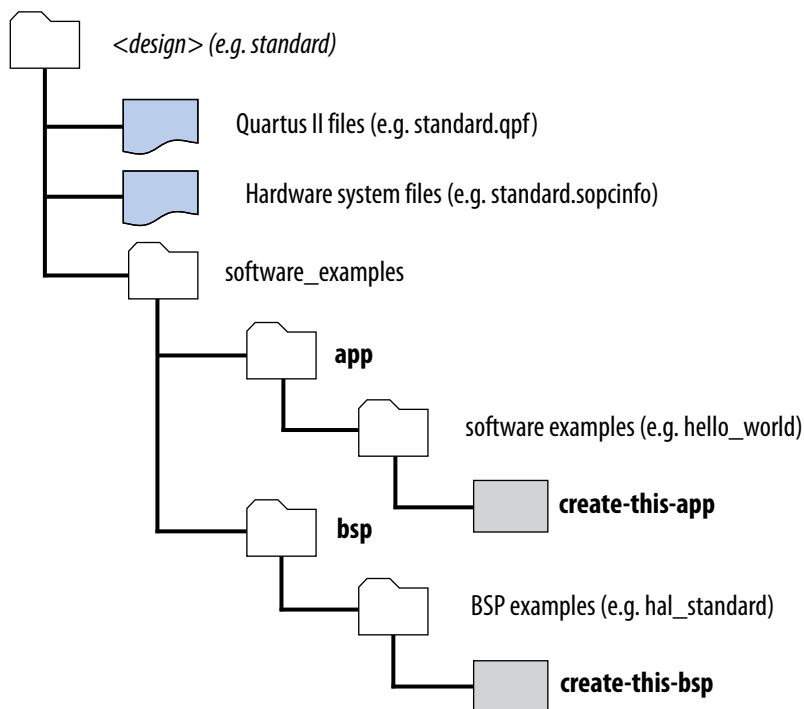 <design> (e.g. standard)
Quartus II files (e.g. standard.qpf)
Hardware system files (e.g. standard.sopcinfo)
software_examples
app
software examples (e.g. hello_world)
create-this-app
bsp
BSP examples (e.g. hal_standard)
create-this-bsp